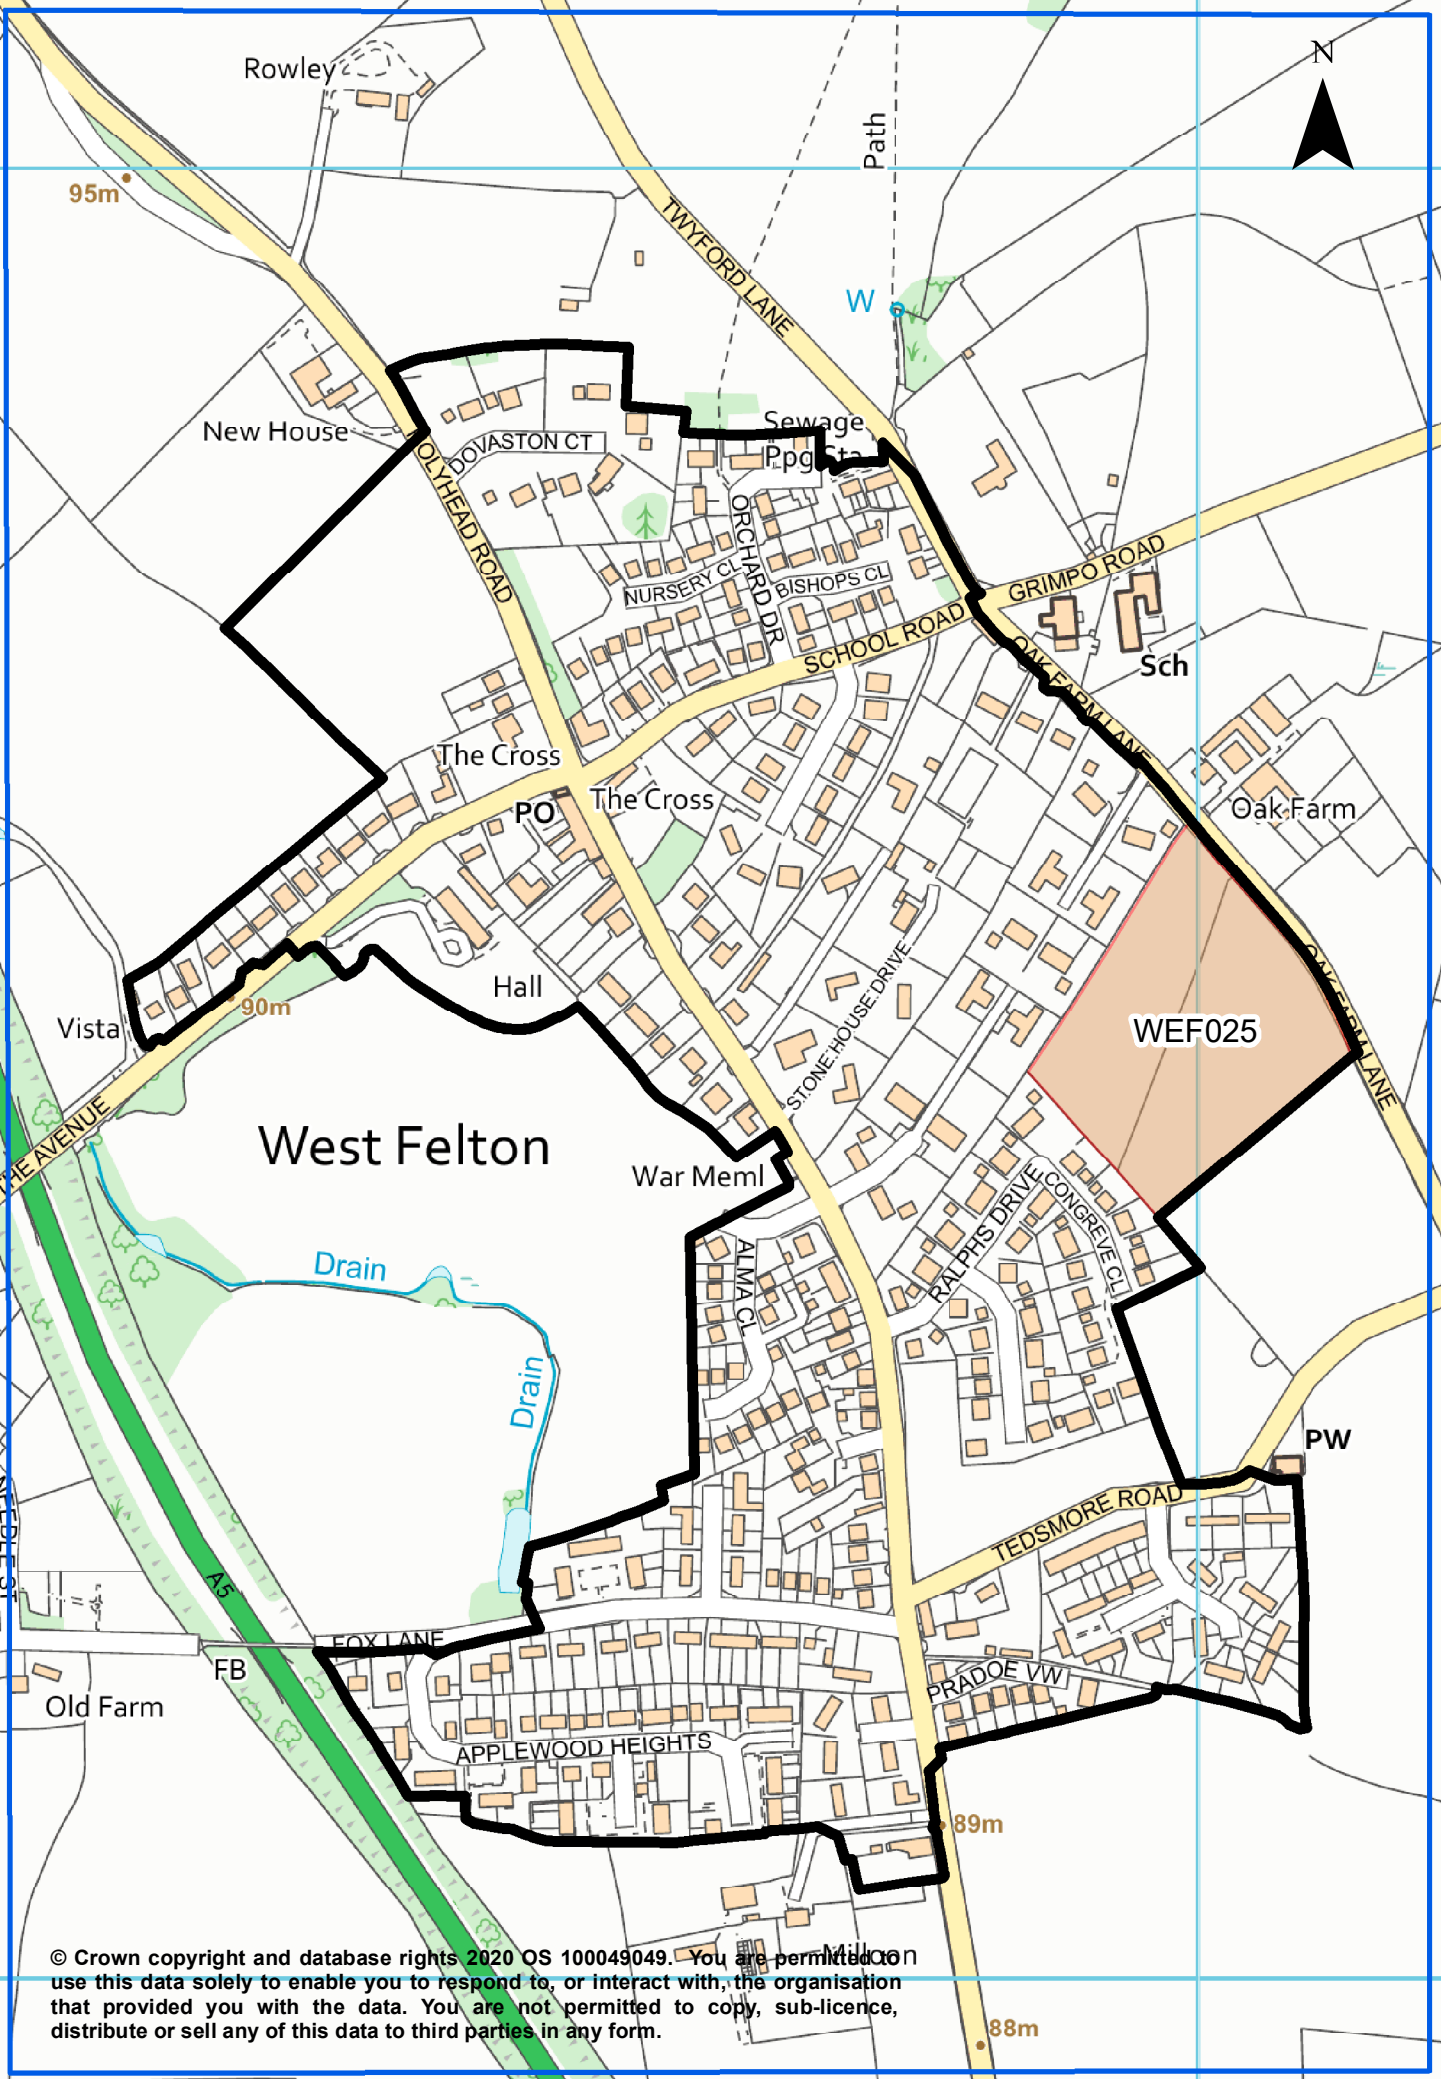 N
Rowley
Path
95m
TWYFORD LANE
W
New House
Sewage
Ppg Sta
DOVASTON CT
HOLYHEAD ROAD
ORCHARD DR
NURSERY CL
BISHOPS CL
GRIMPO ROAD
SCHOOL ROAD
Sch
OAK FARM LANE
The Cross
PO
The Cross
Oak Farm
Hall
90m
Vista
STONE HOUSE DRIVE
OAK FARM LANE
WEF025
THE AVENUE
West Felton
War Meml
RALPHS DRIVE
CONGREVE CL
ALMA CL
Drain
Drain
PW
TEDSMORE ROAD
A5
FOX LANE
FB
Old Farm
PRADOE VW
APPLEWOOD HEIGHTS
89m
© Crown copyright and database rights 2020 OS 100049049. You are permitted to
use this data solely to enable you to respond to, or interact with, the organisation
that provided you with the data. You are not permitted to copy, sub-licence,
distribute or sell any of this data to third parties in any form.
88m